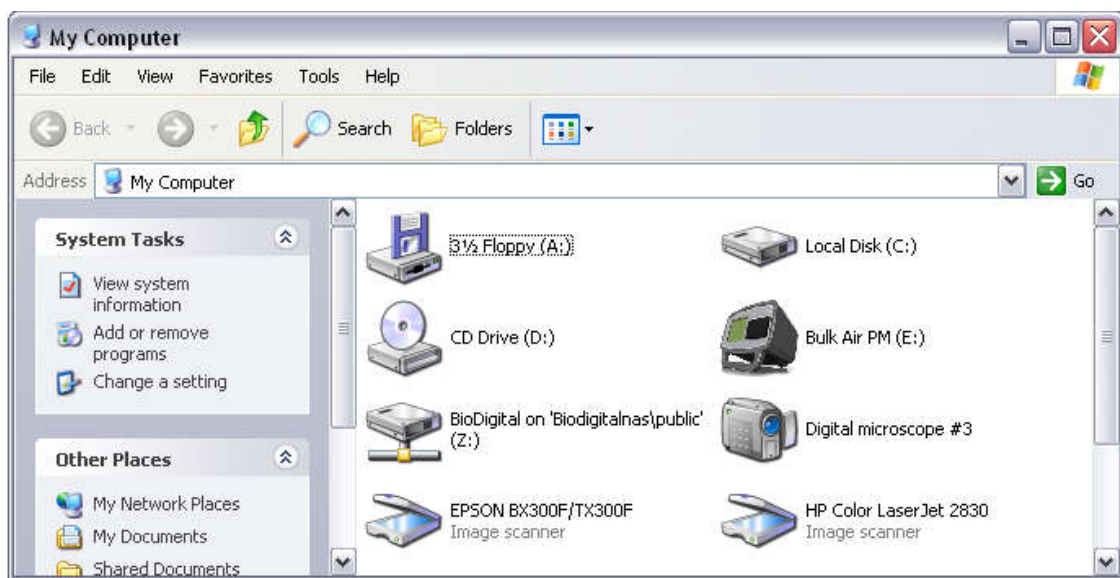 My Computer
File Edit View Favorites Tools Help
Back Search Folders
Address My Computer Go
System Tasks
View system
information
Add or remove
programs
Change a setting
Other Places
My Network Places
My Documents
Shared Documents
3½ Floppy (A:)
Local Disk (C:)
CD Drive (D:)
Bulk Air PM (E:)
BioDigital on 'Biodigitalnas\public'
(Z:)
Digital microscope #3
EPSON BX300F/TX300F
Image scanner
HP Color LaserJet 2830
Image scanner